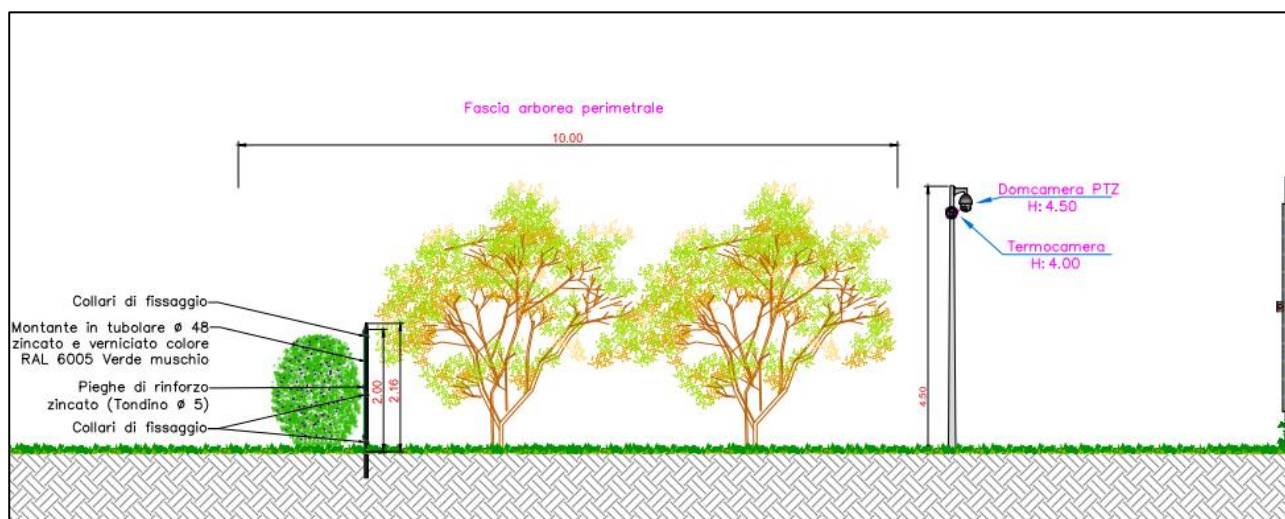 Fascia arborea perimetrale
10.00
Domcamera PTZ
H: 4.50
Termocamera
H: 4.00
Collari di fissaggio
Montante in tubolare ø 48
zincato e verniciato colore
RAL 6005 Verde muschio
Pieghe di rinforzo
zincato (Tondino ø 5)
Collari di fissaggio
2.00
2.16
4.50